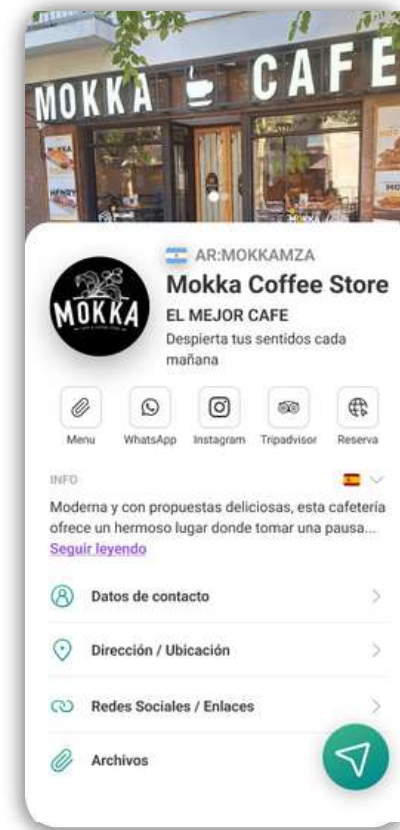 MOKKA CAFE
HENRY
AR:MOKKAMZA
Mokka Coffee Store
MOKKA
EL MEJOR CAFE
Despierta tus sentidos cada
mañana
Menu WhatsApp Instagram Tripadvisor Reserva
INFO
Moderna y con propuestas deliciosas, esta cafetería
ofrece un hermoso lugar donde tomar una pausa...
Seguir leyendo
Datos de contacto
Dirección / Ubicación
Redes Sociales / Enlaces
Archivos